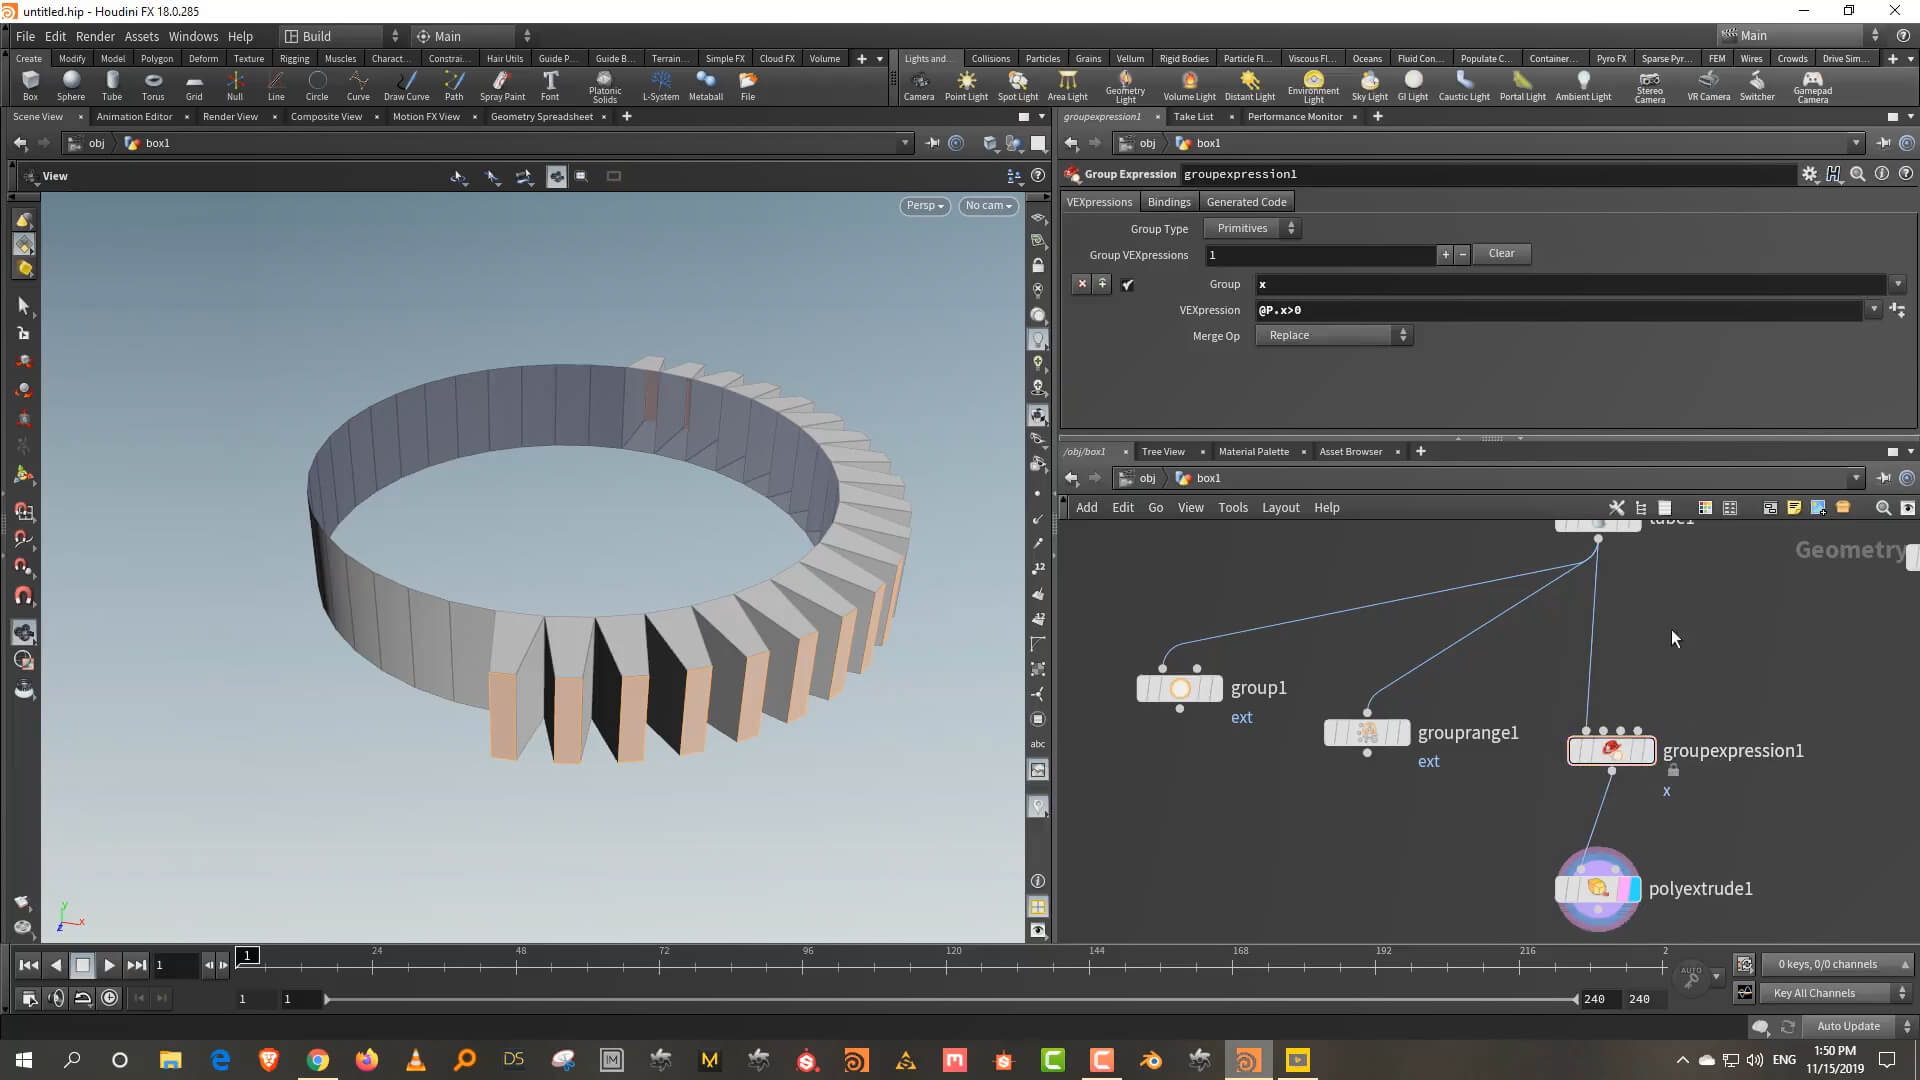 untitled.hip - Houdini FX 18.0.285
File Edit Render Assets Windows Help Build Main Main
Create Modify Model Polygon Deform Texture Rigging Muscles Charact... Constrai... Hair Utils Guide P... Guide B... Terrain... Simple FX Cloud FX Volume
Lights and... Collisions Particles Grains Vellum Rigid Bodies Particle Fl... Viscous Fl... Oceans Fluid Con... Populate C... Container... Pyro FX Sparse Pyr... FEM Wires Crowds Drive Sim...
Box Sphere Tube Torus Grid Null Line Circle Curve Draw Curve Path Spray Paint Font Platonic Solids L-System Metaball File
Camera Point Light Spot Light Area Light Geometry Light Volume Light Distant Light Environment Light Sky Light GI Light Caustic Light Portal Light Ambient Light Stereo Camera VR Camera Switcher Gamepad Camera
Scene View Animation Editor Render View Composite View Motion FX View Geometry Spreadsheet
groupexpression1 Take List Performance Monitor
obj box1
obj box1
View
Group Expression groupexpression1
VEXpressions Bindings Generated Code
Persp No cam
Group Type Primitives
Group VEXpressions 1 Clear
Group x
VEXpression @P.x>0
Merge Op Replace
/obj/box1 Tree View Material Palette Asset Browser
obj box1
Add Edit Go View Tools Layout Help
Geometry
group1
ext
grouprange1
ext
groupexpression1
x
polyextrude1
12
12
abc
y
x
z
1 24 48 72 96 120 144 168 192 216 2
1
AUTO
0 keys, 0/0 channels
1 1 240 240
Key All Channels
Auto Update
DS
ENG
1:50 PM
11/15/2019